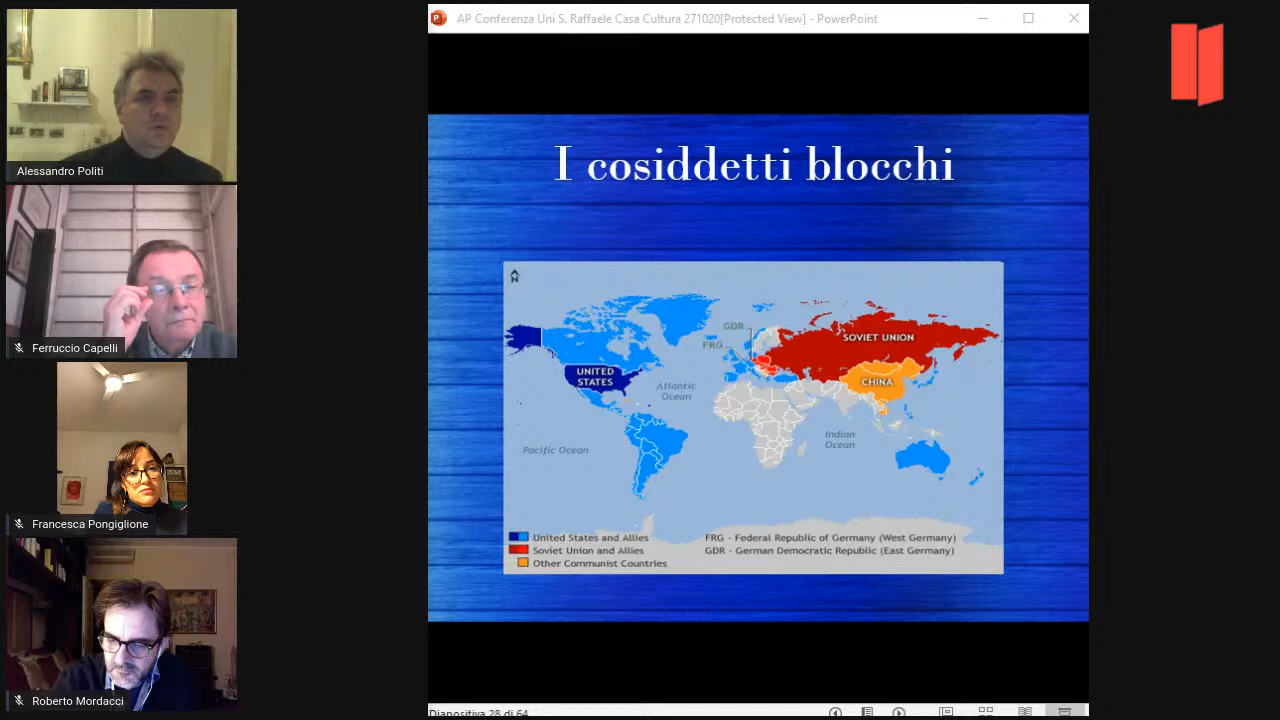 AP Conferenza Uni S. Raffaele Casa Cultura 271020[Protected View] - PowerPoint
Alessandro Politi
Ferruccio Capelli
Francesca Pongiglione
Roberto Mordacci
I cosiddetti blocchi
N
GDR
FRG
SOVIET UNION
UNITED
STATES
CHINA
Atlantic
Ocean
Pacific Ocean
Indian
Ocean
United States and Allies
Soviet Union and Allies
Other Communist Countries
FRG - Federal Republic of Germany (West Germany)
GDR - German Democratic Republic (East Germany)
Diapositiva 28 di 64